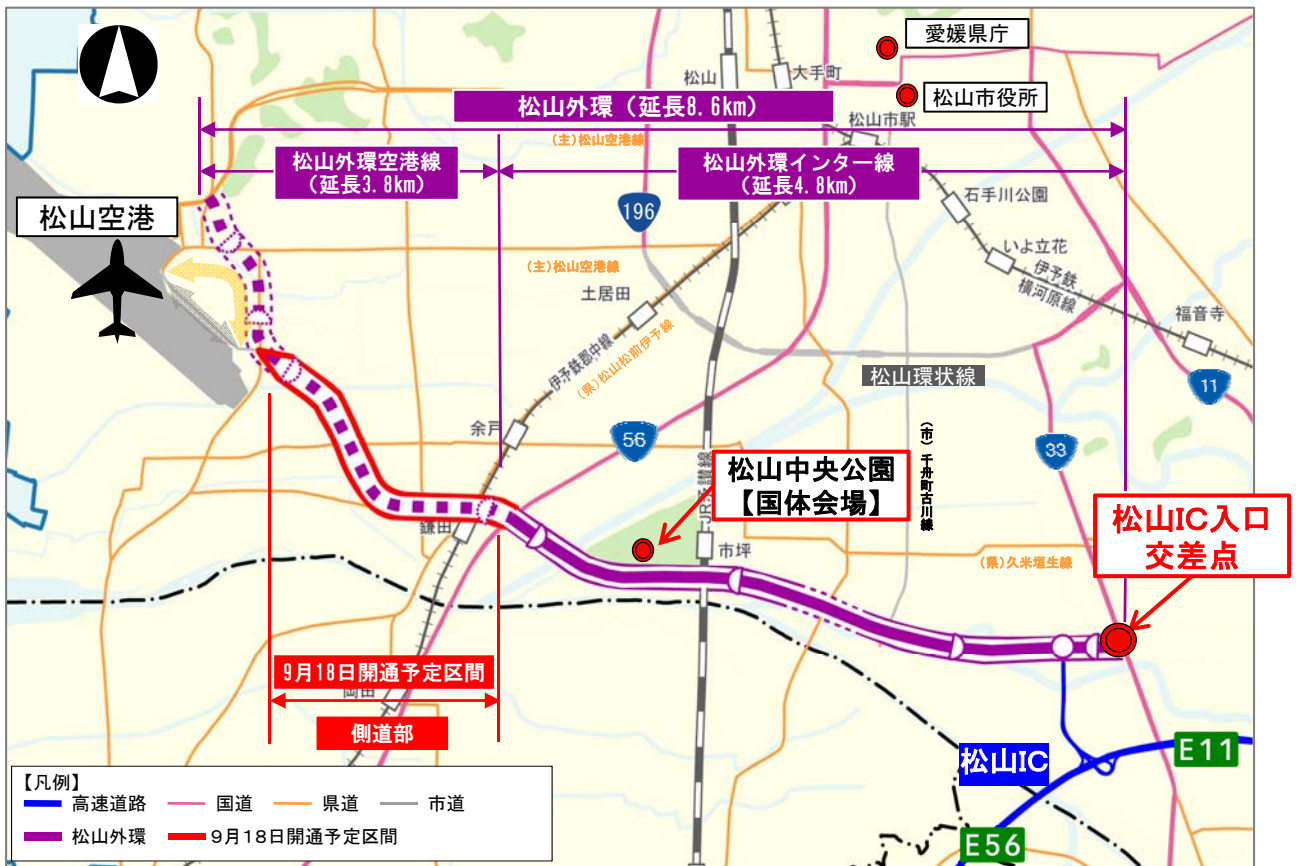 愛媛県庁
松山
大手町
松山市役所
松山外環（延長8.6km）
松山市駅
(主)松山空港線
松山外環空港線
（延長3.8km）
松山外環インター線
（延長4.8km）
石手川公園
松山空港
196
いよ立花
(主)松山空港線
伊予鉄
横河原線
土居田
福音寺
伊予鉄郡中線
(県)松山松前伊予線
松山環状線
11
余戸
56
33
(市)千舟町古川線
松山中央公園
【国体会場】
JR予讃線
松山IC入口
交差点
鎌田
市坪
(県)久米垣生線
9月18日開通予定区間
岡田
側道部
松山IC
E11
E56
【凡例】
高速道路
国道
県道
市道
松山外環
9月18日開通予定区間